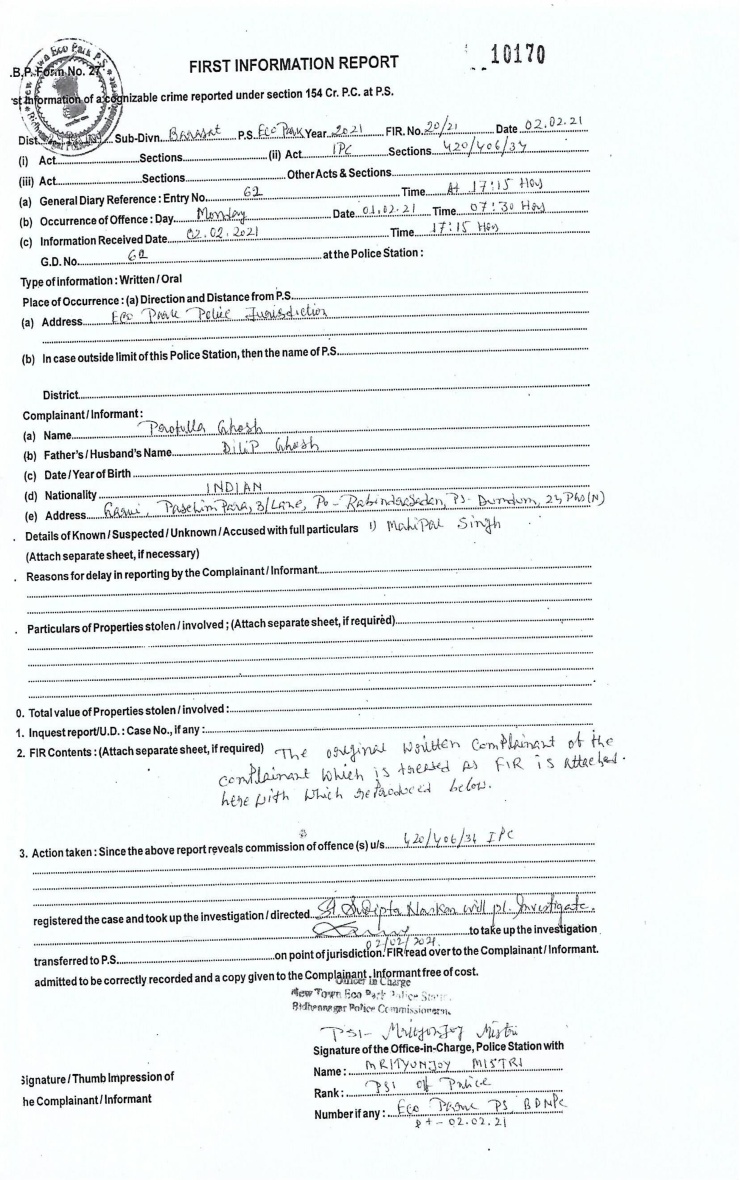 New Town Eco Park P.S.
10170
.B.P. Form No. 27
FIRST INFORMATION REPORT
st Information of a cognizable crime reported under section 154 Cr. P.C. at P.S.
Dist. Sub-Divn. Barasat P.S. Eco Park Year 2021 FIR. No. 20/21 Date 02.02.21
(i) Act Sections (ii) Act IPC Sections 420/406/34
(iii) Act Sections Other Acts & Sections
(a) General Diary Reference : Entry No. 62 Time At 17:15 Hrs
(b) Occurrence of Offence : Day Monday Date 01.02.21 Time 07:30 Hrs
(c) Information Received Date 02.02.2021 Time 17:15 Hrs
G.D. No. 62 at the Police Station :
Type of information : Written / Oral
Place of Occurrence : (a) Direction and Distance from P.S.
(a) Address Eco Park Police Jurisdiction
(b) In case outside limit of this Police Station, then the name of P.S.
District
Complainant / Informant :
(a) Name Profulla Ghosh
(b) Father's / Husband's Name Dilip Ghosh
(c) Date / Year of Birth
(d) Nationality INDIAN
(e) Address Paschim Para, 3/Lane, Po - Rabindrasadan, PS- Dumdum, 24 Pgs (N)
. Details of Known / Suspected / Unknown / Accused with full particulars 1) Mahipal Singh
(Attach separate sheet, if necessary)
. Reasons for delay in reporting by the Complainant / Informant
. Particulars of Properties stolen / involved ; (Attach separate sheet, if required)
0. Total value of Properties stolen / involved :
1. Inquest report / U.D. : Case No., if any :
2. FIR Contents : (Attach separate sheet, if required) The original written complainant of the
complainant which is treated as FIR is attached.
here with which reproduced below.
3. Action taken : Since the above report reveals commission of offence (s) u/s 420/406/34 IPC
registered the case and took up the investigation / directed SI Sudipta Naskar will pl. Investigate.
to take up the investigation
02/02/2021.
transferred to P.S. on point of jurisdiction. FIR read over to the Complainant / Informant.
admitted to be correctly recorded and a copy given to the Complainant . Informant free of cost.
Officer in Charge
New Town Eco Park Police Station
Bidhannagar Police Commissionerate
PSI- Mrityunjoy Mistri
Signature of the Office-in-Charge, Police Station with
Name : MRITYUNJOY MISTRI
Signature / Thumb Impression of
he Complainant / Informant
Rank : PSI of Police
Number if any : Eco Park PS, BDNPC
Dt - 02.02.21